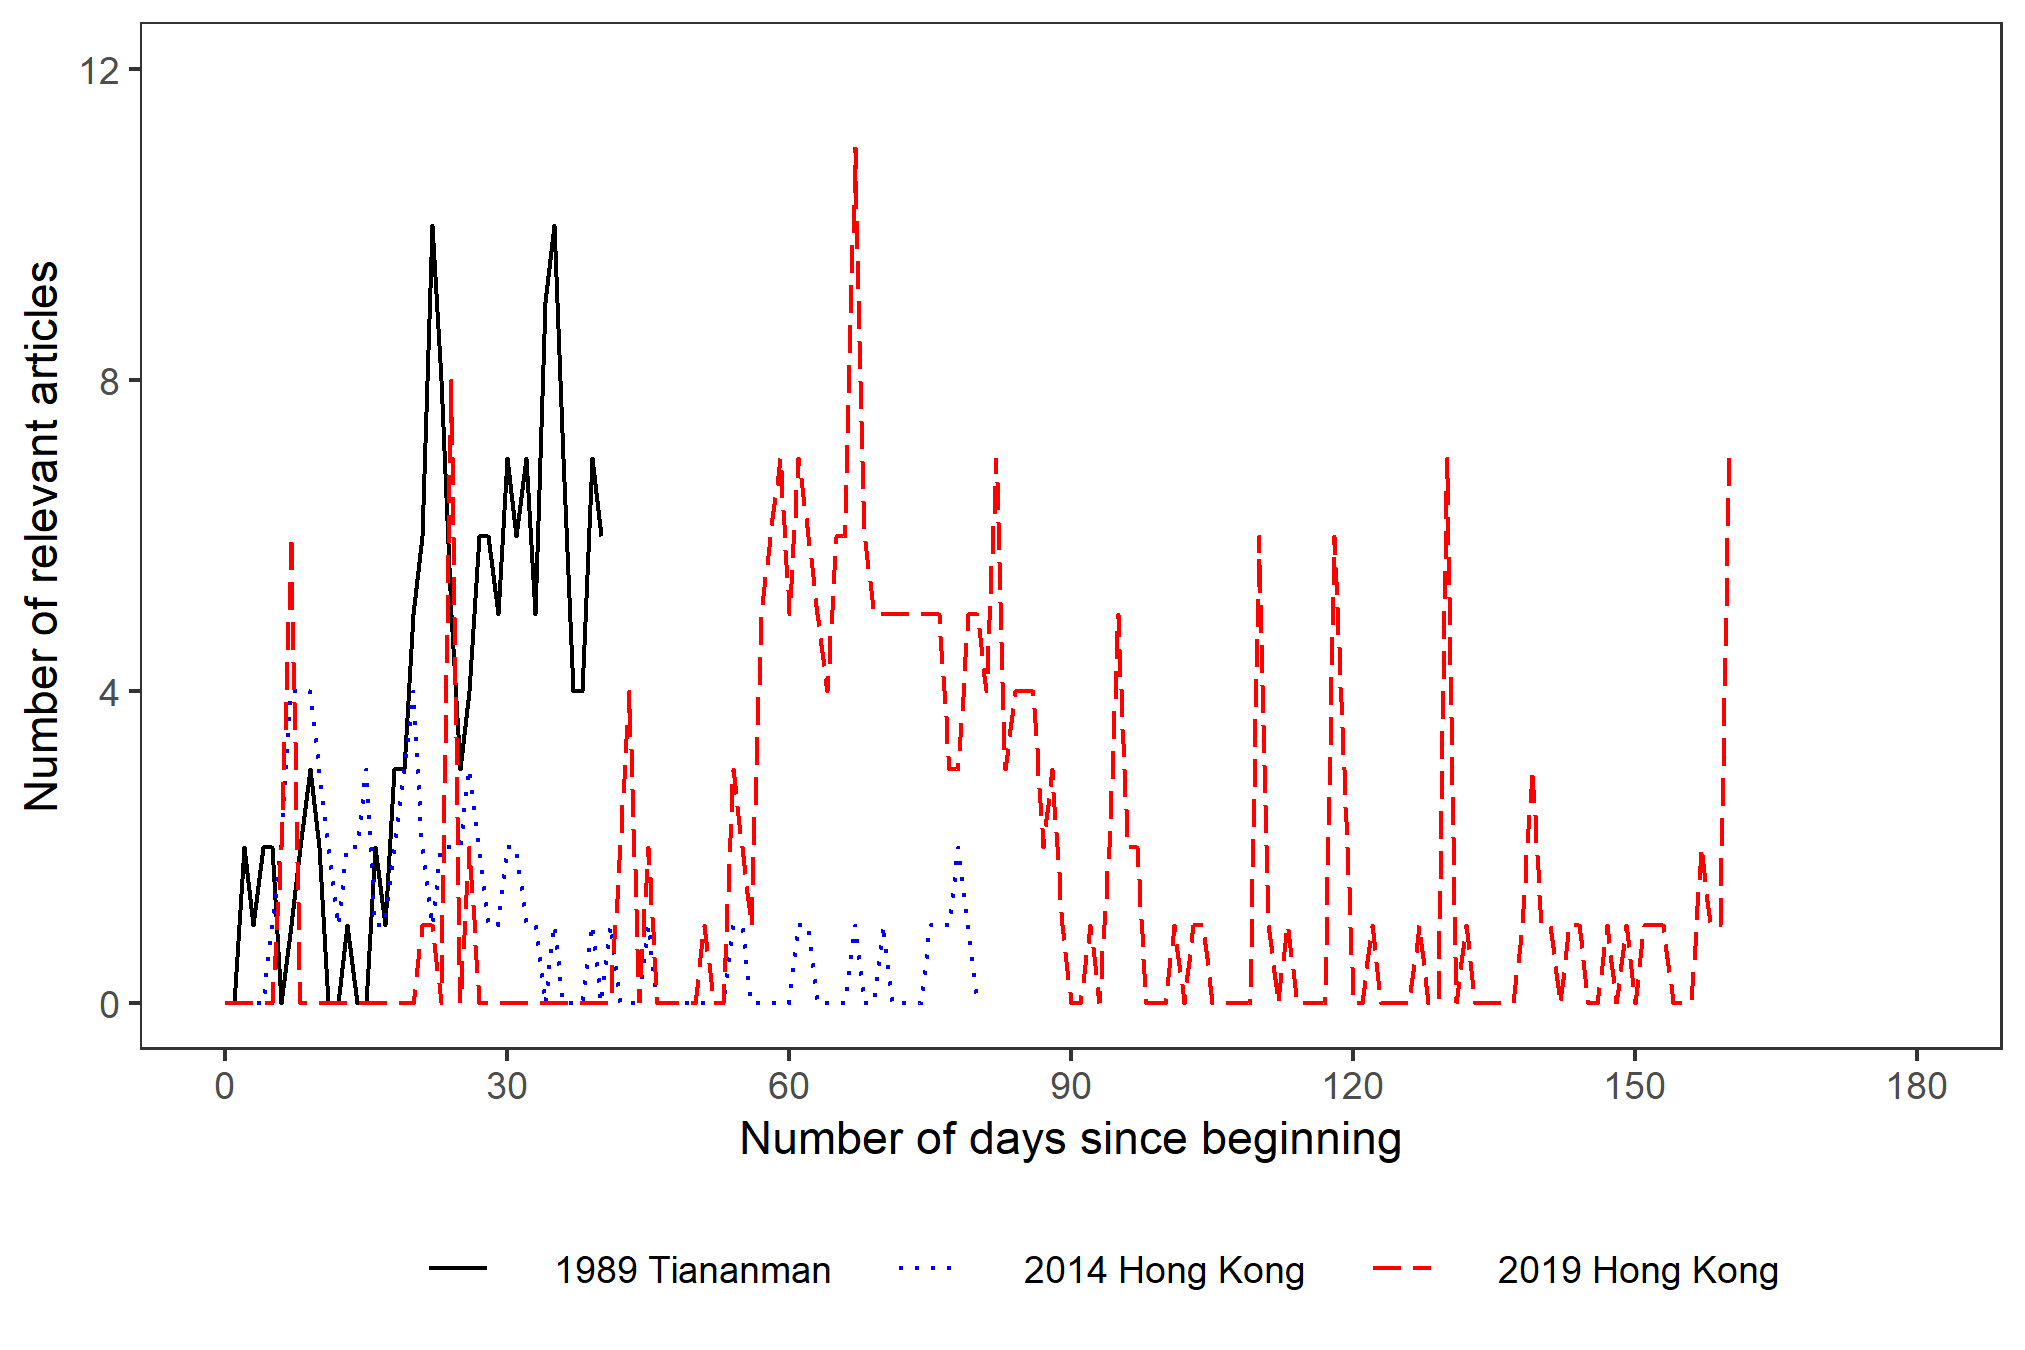 Number of relevant articles
12
8
4
0
0 30 60 90 120 150 180
Number of days since beginning
1989 Tiananman 2014 Hong Kong 2019 Hong Kong